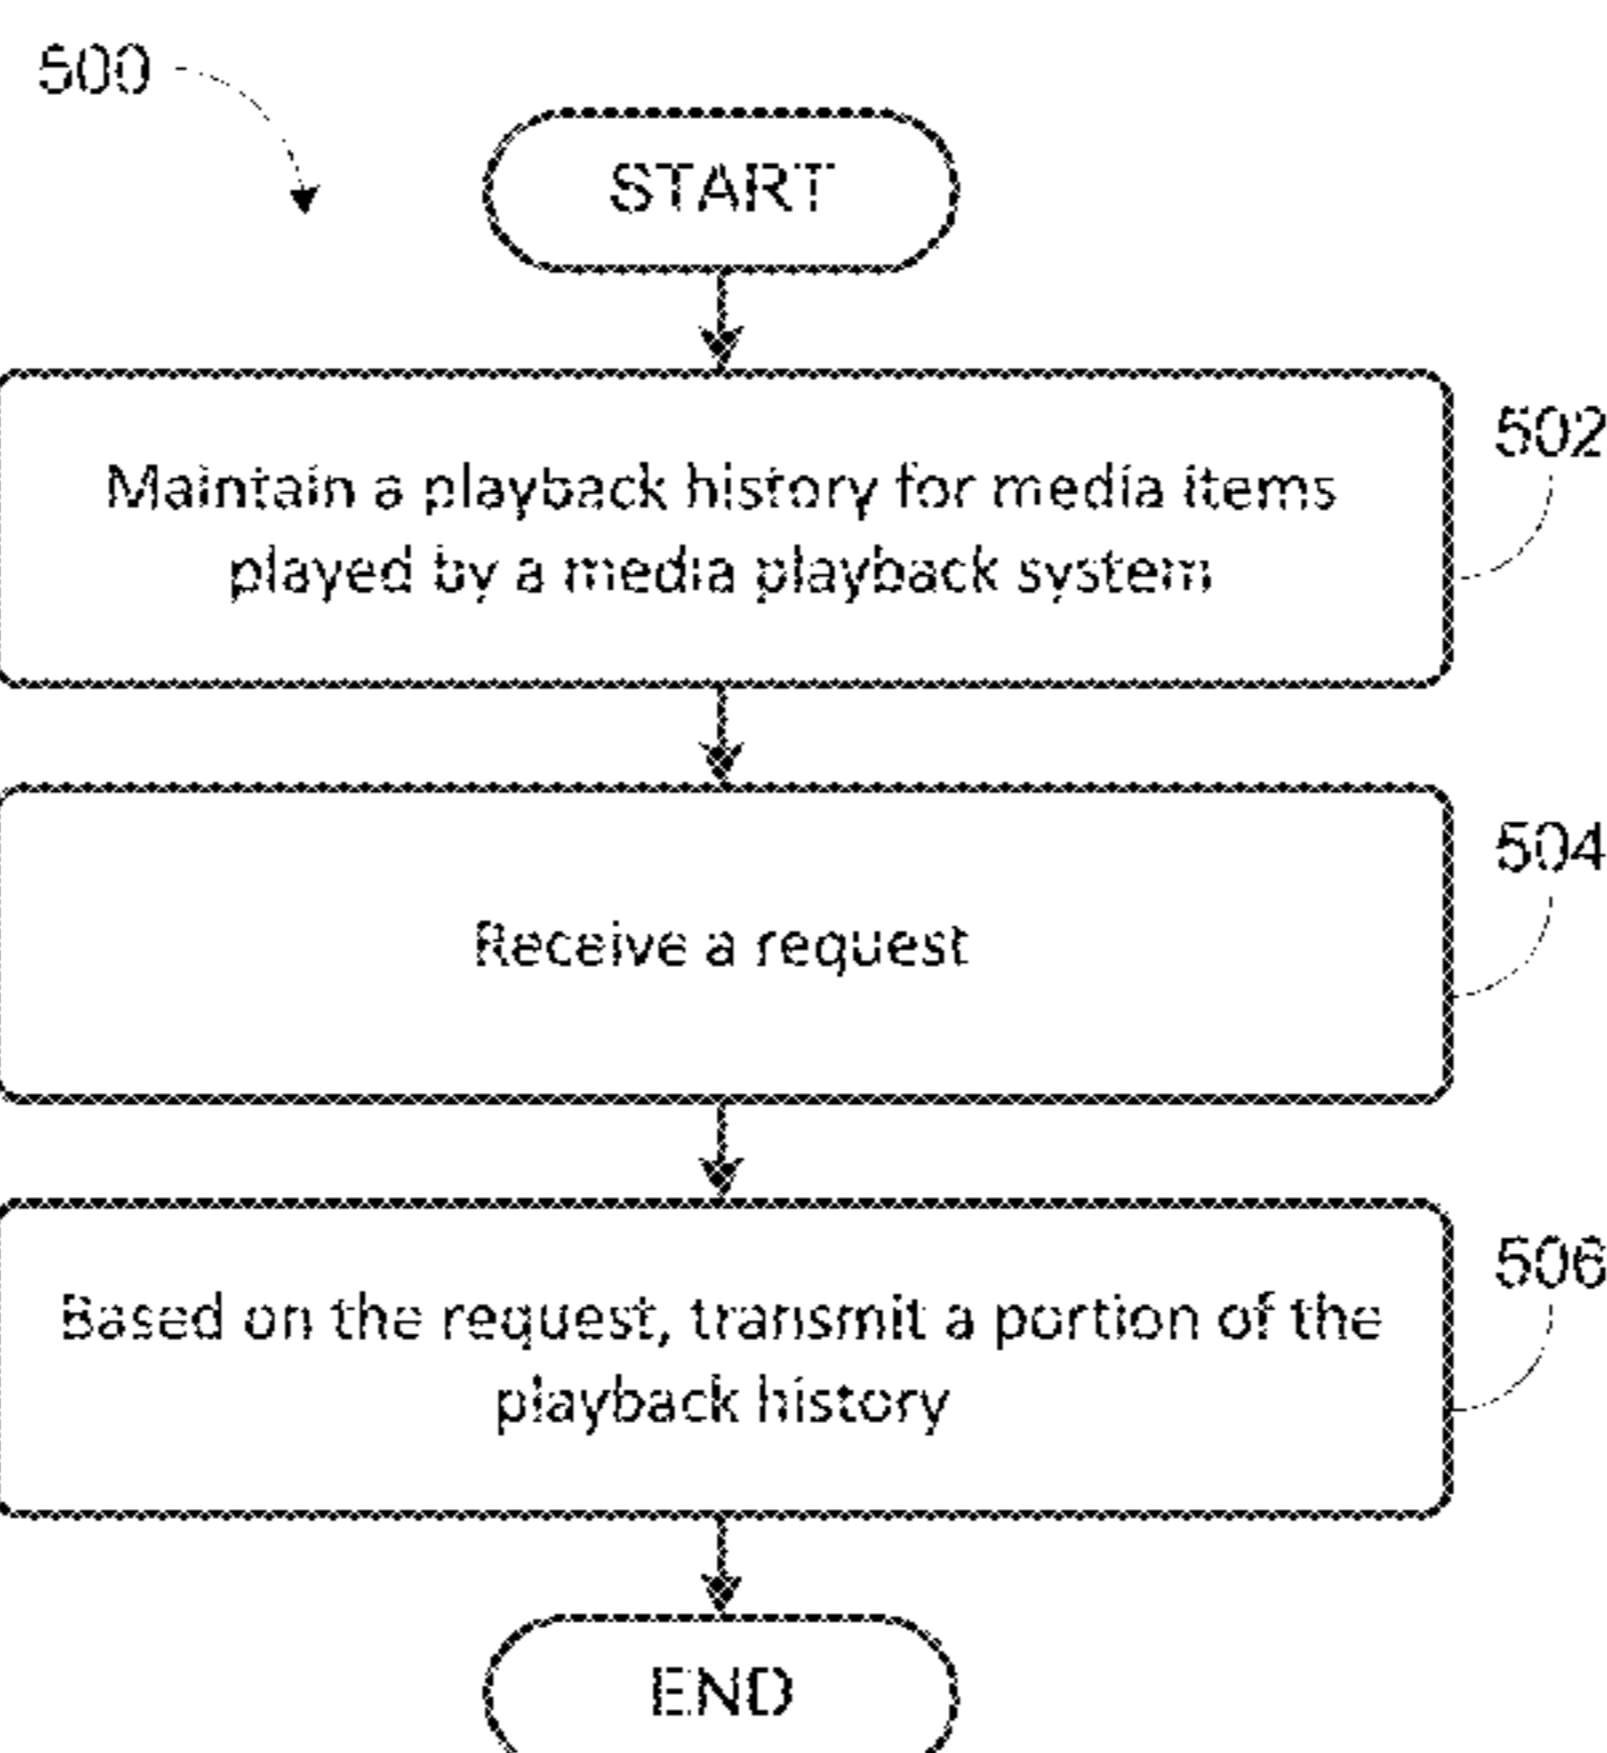 500
START
Maintain a playback history for media items
played by a media playback system
502
Receive a request
504
Based on the request, transmit a portion of the
playback history
506
END